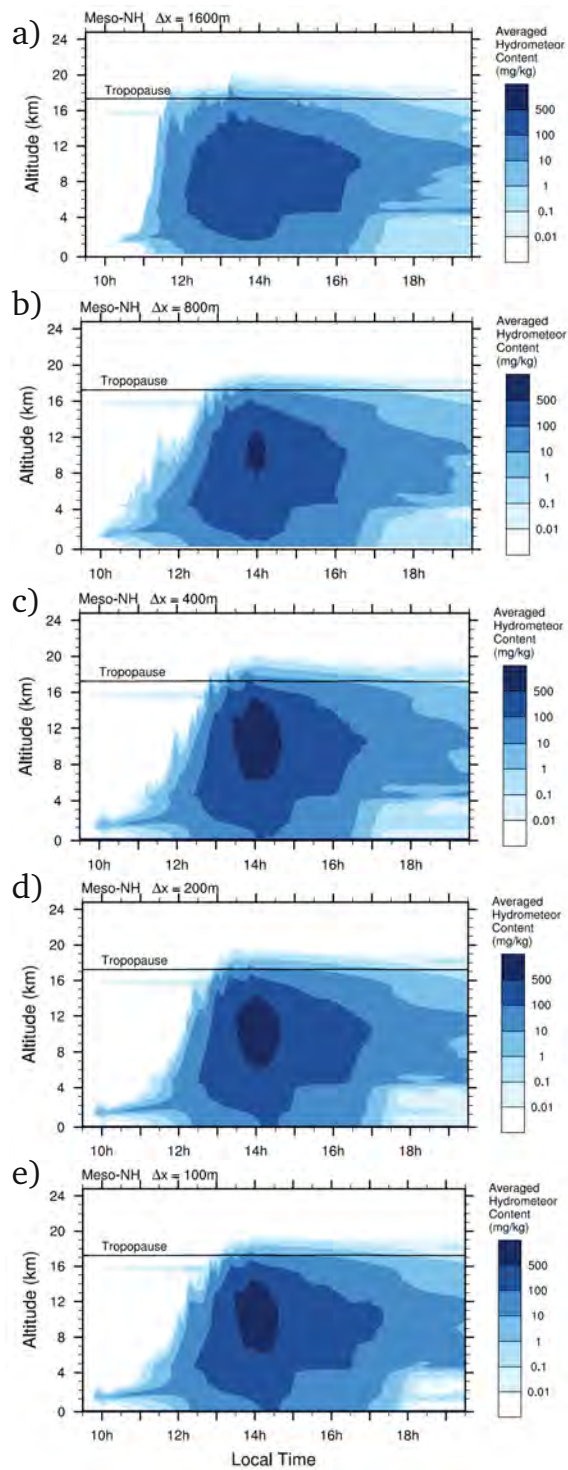 a)
Meso-NH Δx = 1600m
Averaged
Hydrometeor
Content
(mg/kg)
24
20
Tropopause
16
12
8
4
0
Altitude (km)
10h 12h 14h 16h 18h
500
100
10
1
0.1
0.01
b)
Meso-NH Δx = 800m
Averaged
Hydrometeor
Content
(mg/kg)
24
20
Tropopause
16
12
8
4
0
Altitude (km)
10h 12h 14h 16h 18h
500
100
10
1
0.1
0.01
c)
Meso-NH Δx = 400m
Averaged
Hydrometeor
Content
(mg/kg)
24
20
Tropopause
16
12
8
4
0
Altitude (km)
10h 12h 14h 16h 18h
500
100
10
1
0.1
0.01
d)
Meso-NH Δx = 200m
Averaged
Hydrometeor
Content
(mg/kg)
24
20
Tropopause
16
12
8
4
0
Altitude (km)
10h 12h 14h 16h 18h
500
100
10
1
0.1
0.01
e)
Meso-NH Δx = 100m
Averaged
Hydrometeor
Content
(mg/kg)
24
20
Tropopause
16
12
8
4
0
Altitude (km)
10h 12h 14h 16h 18h
Local Time
500
100
10
1
0.1
0.01